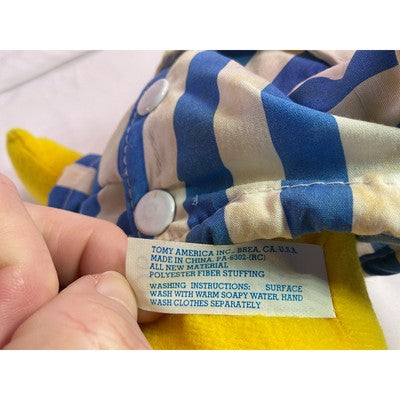 TOMY AMERICA INC., BREA, CA. U.S.A.
MADE IN CHINA. PA-6302-(RC)
ALL NEW MATERIAL
POLYESTER FIBER STUFFING
WASHING INSTRUCTIONS: SURFACE
WASH WITH WARM SOAPY WATER, HAND
WASH CLOTHES SEPARATELY